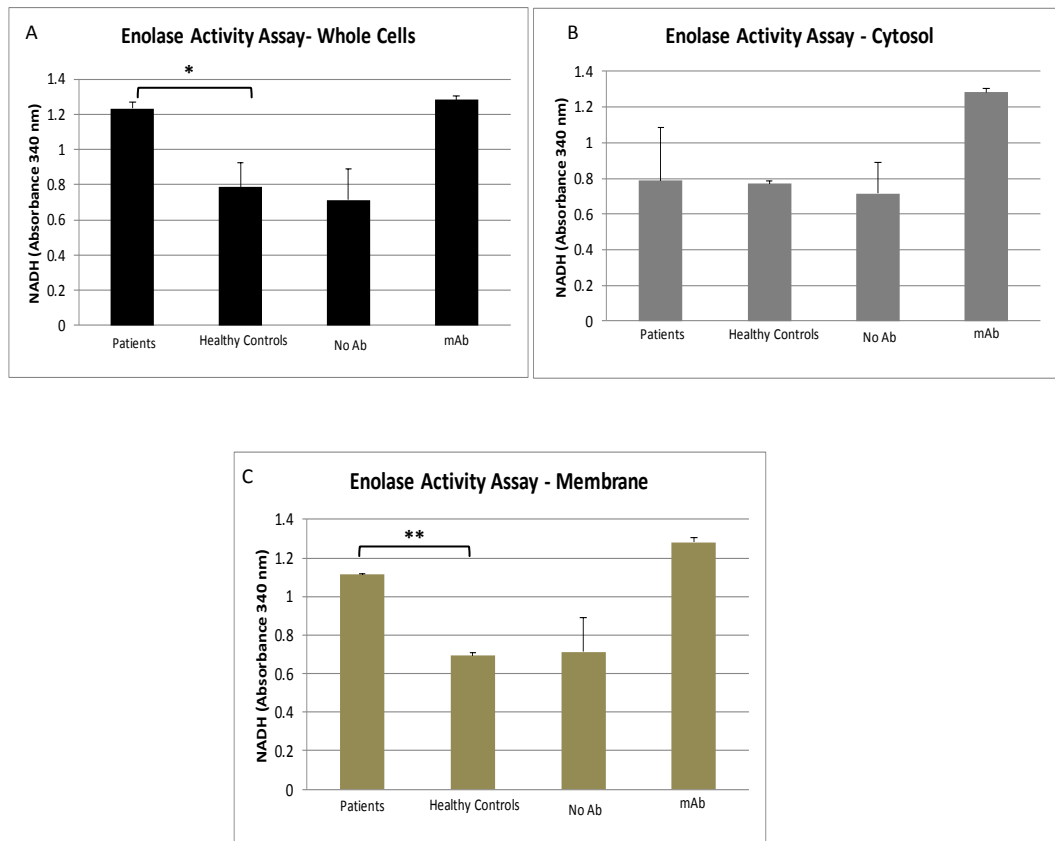 A
Enolase Activity Assay- Whole Cells
*
NADH (Absorbance 340 nm)
1.4
1.2
1
0.8
0.6
0.4
0.2
0
Patients Healthy Controls No Ab mAb
B
Enolase Activity Assay - Cytosol
NADH (Absorbance 340 nm)
1.4
1.2
1
0.8
0.6
0.4
0.2
0
Patients Healthy Controls No Ab mAb
C
Enolase Activity Assay - Membrane
**
NADH (Absorbance 340 nm)
1.4
1.2
1
0.8
0.6
0.4
0.2
0
Patients Healthy Controls No Ab mAb